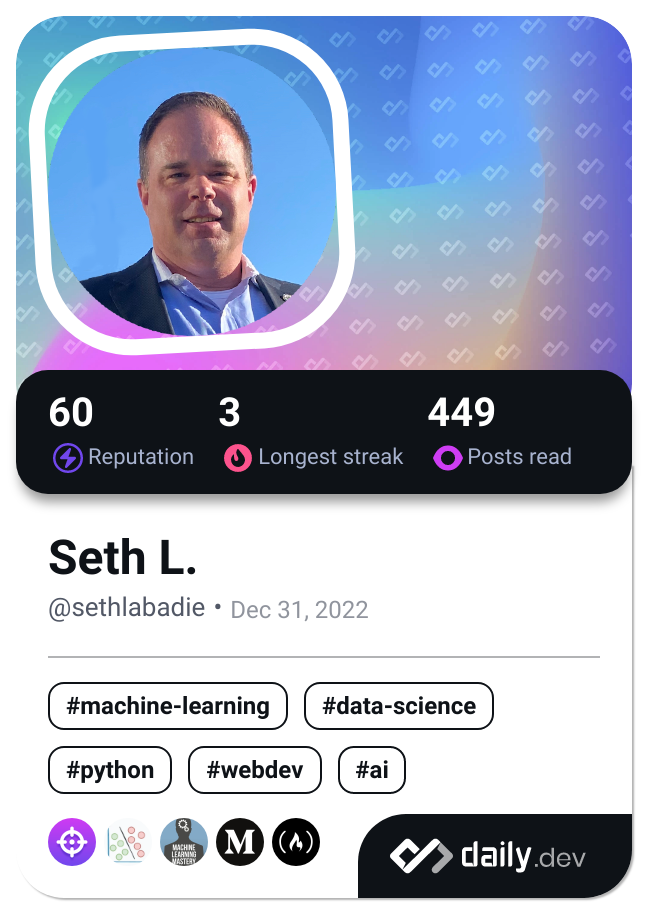 60 3 449
Reputation Longest streak Posts read
Seth L.
@sethlabadie • Dec 31, 2022
#machine-learning #data-science
#python #webdev #ai
MACHINE
LEARNING
MASTERY
M
daily.dev